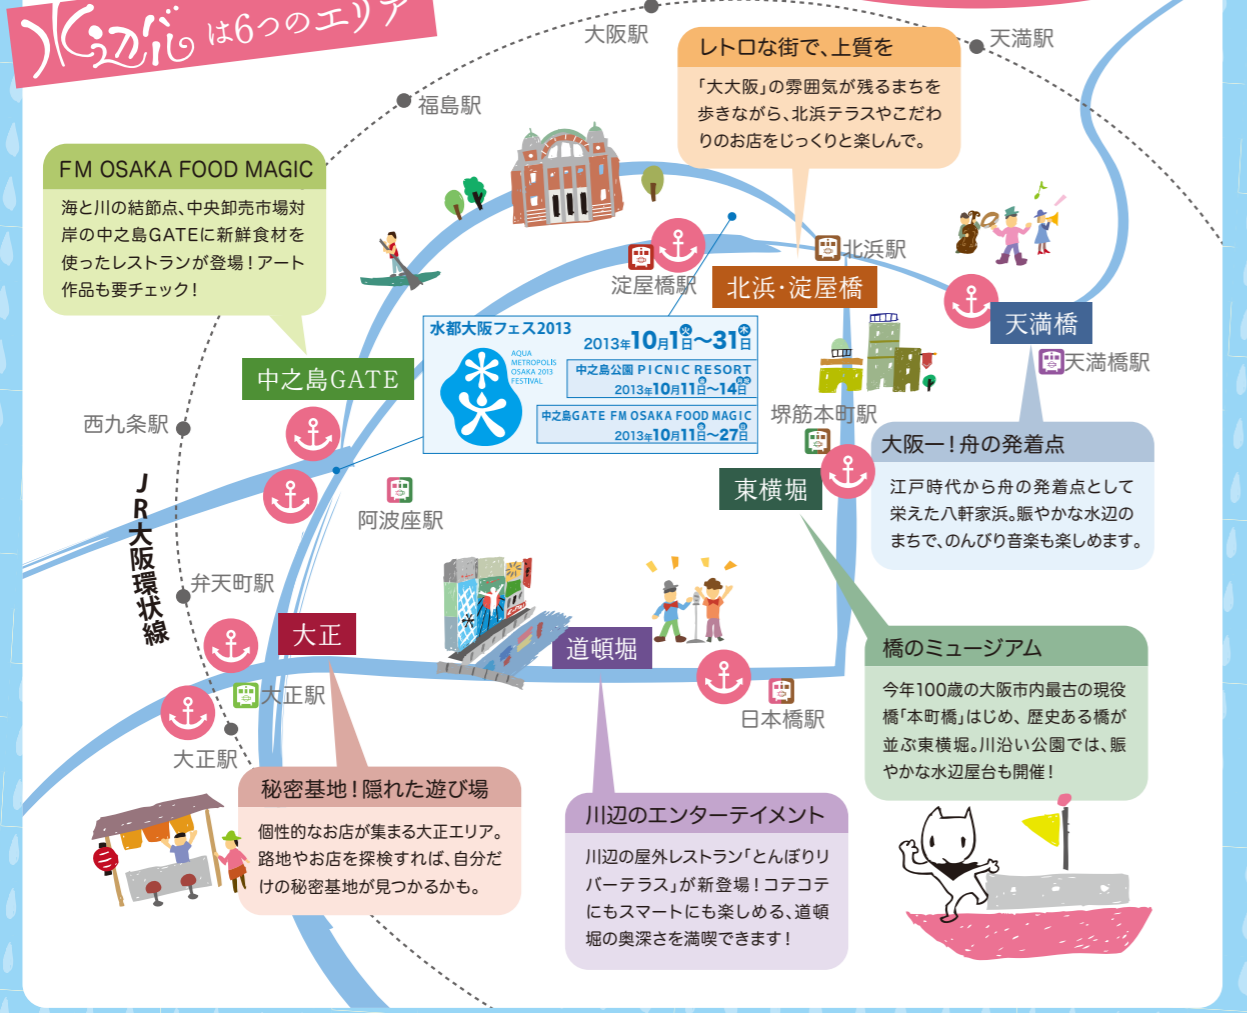 水辺バル は6つのエリア
大阪駅
天満駅
福島駅
レトロな街で、上質を
「大大阪」の雰囲気が残るまちを
歩きながら、北浜テラスやこだわ
りのお店をじっくりと楽しんで。
FM OSAKA FOOD MAGIC
海と川の結節点、中央卸売市場対
岸の中之島GATEに新鮮食材を
使ったレストランが登場！アート
作品も要チェック！
北浜駅
淀屋橋駅
北浜・淀屋橋
天満橋
天満橋駅
水都大阪フェス2013
2013年10月1日火〜31日木
AQUA
METROPOLIS
OSAKA 2013
FESTIVAL
中之島公園 PICNIC RESORT
2013年10月11日〜14日
中之島GATE FM OSAKA FOOD MAGIC
2013年10月11日〜27日
中之島GATE
西九条駅
堺筋本町駅
大阪一！舟の発着点
江戸時代から舟の発着点として
栄えた八軒家浜。賑やかな水辺の
まちで、のんびり音楽も楽しめます。
東横堀
阿波座駅
JR大阪環状線
弁天町駅
大正
道頓堀
橋のミュージアム
今年100歳の大阪市内最古の現役
橋「本町橋」はじめ、歴史ある橋が
並ぶ東横堀。川沿い公園では、賑
やかな水辺屋台も開催！
大正駅
日本橋駅
大正駅
秘密基地！隠れた遊び場
個性的なお店が集まる大正エリア。
路地やお店を探検すれば、自分だ
けの秘密基地が見つかるかも。
川辺のエンターテイメント
川辺の屋外レストラン「とんぼりリ
バーテラス」が新登場！コテコテ
にもスマートにも楽しめる、道頓
堀の奥深さを満喫できます！